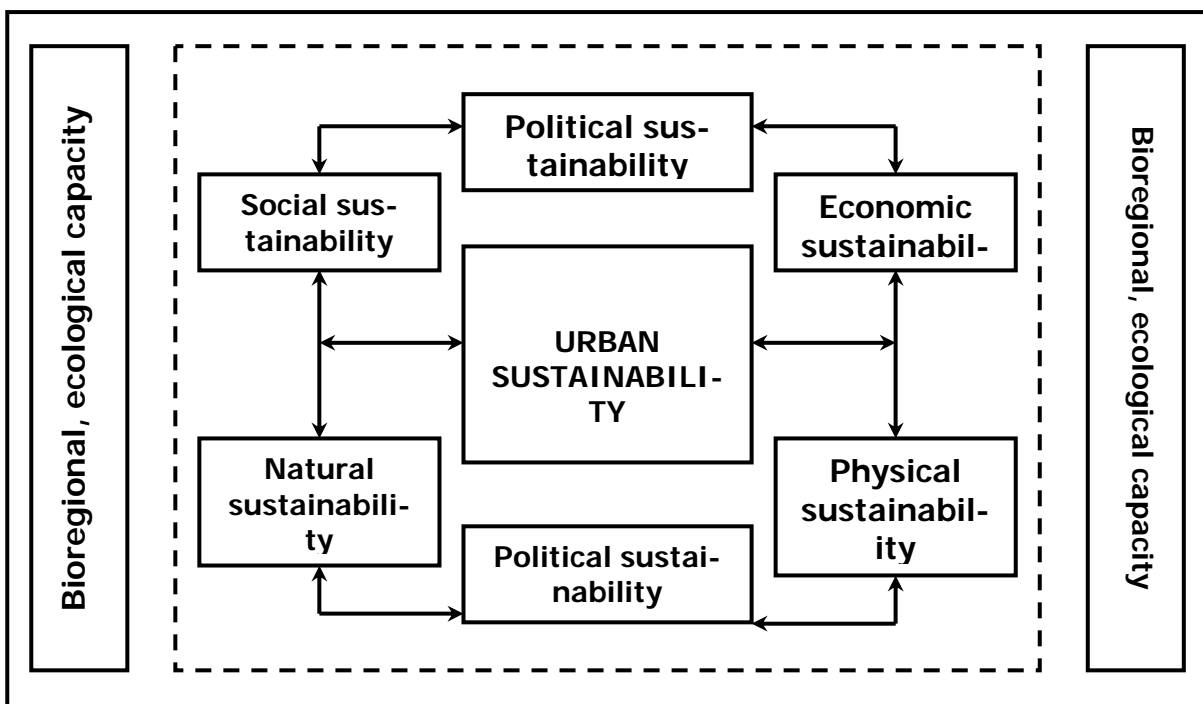 Bioregional, ecological capacity
Political sus-
tainability
Social sus-
tainability
Economic
sustainabil-
URBAN
SUSTAINABILI-
TY
Natural
sustainabili-
ty
Physical
sustainabil-
ity
Political sustai-
nability
Bioregional, ecological capacity